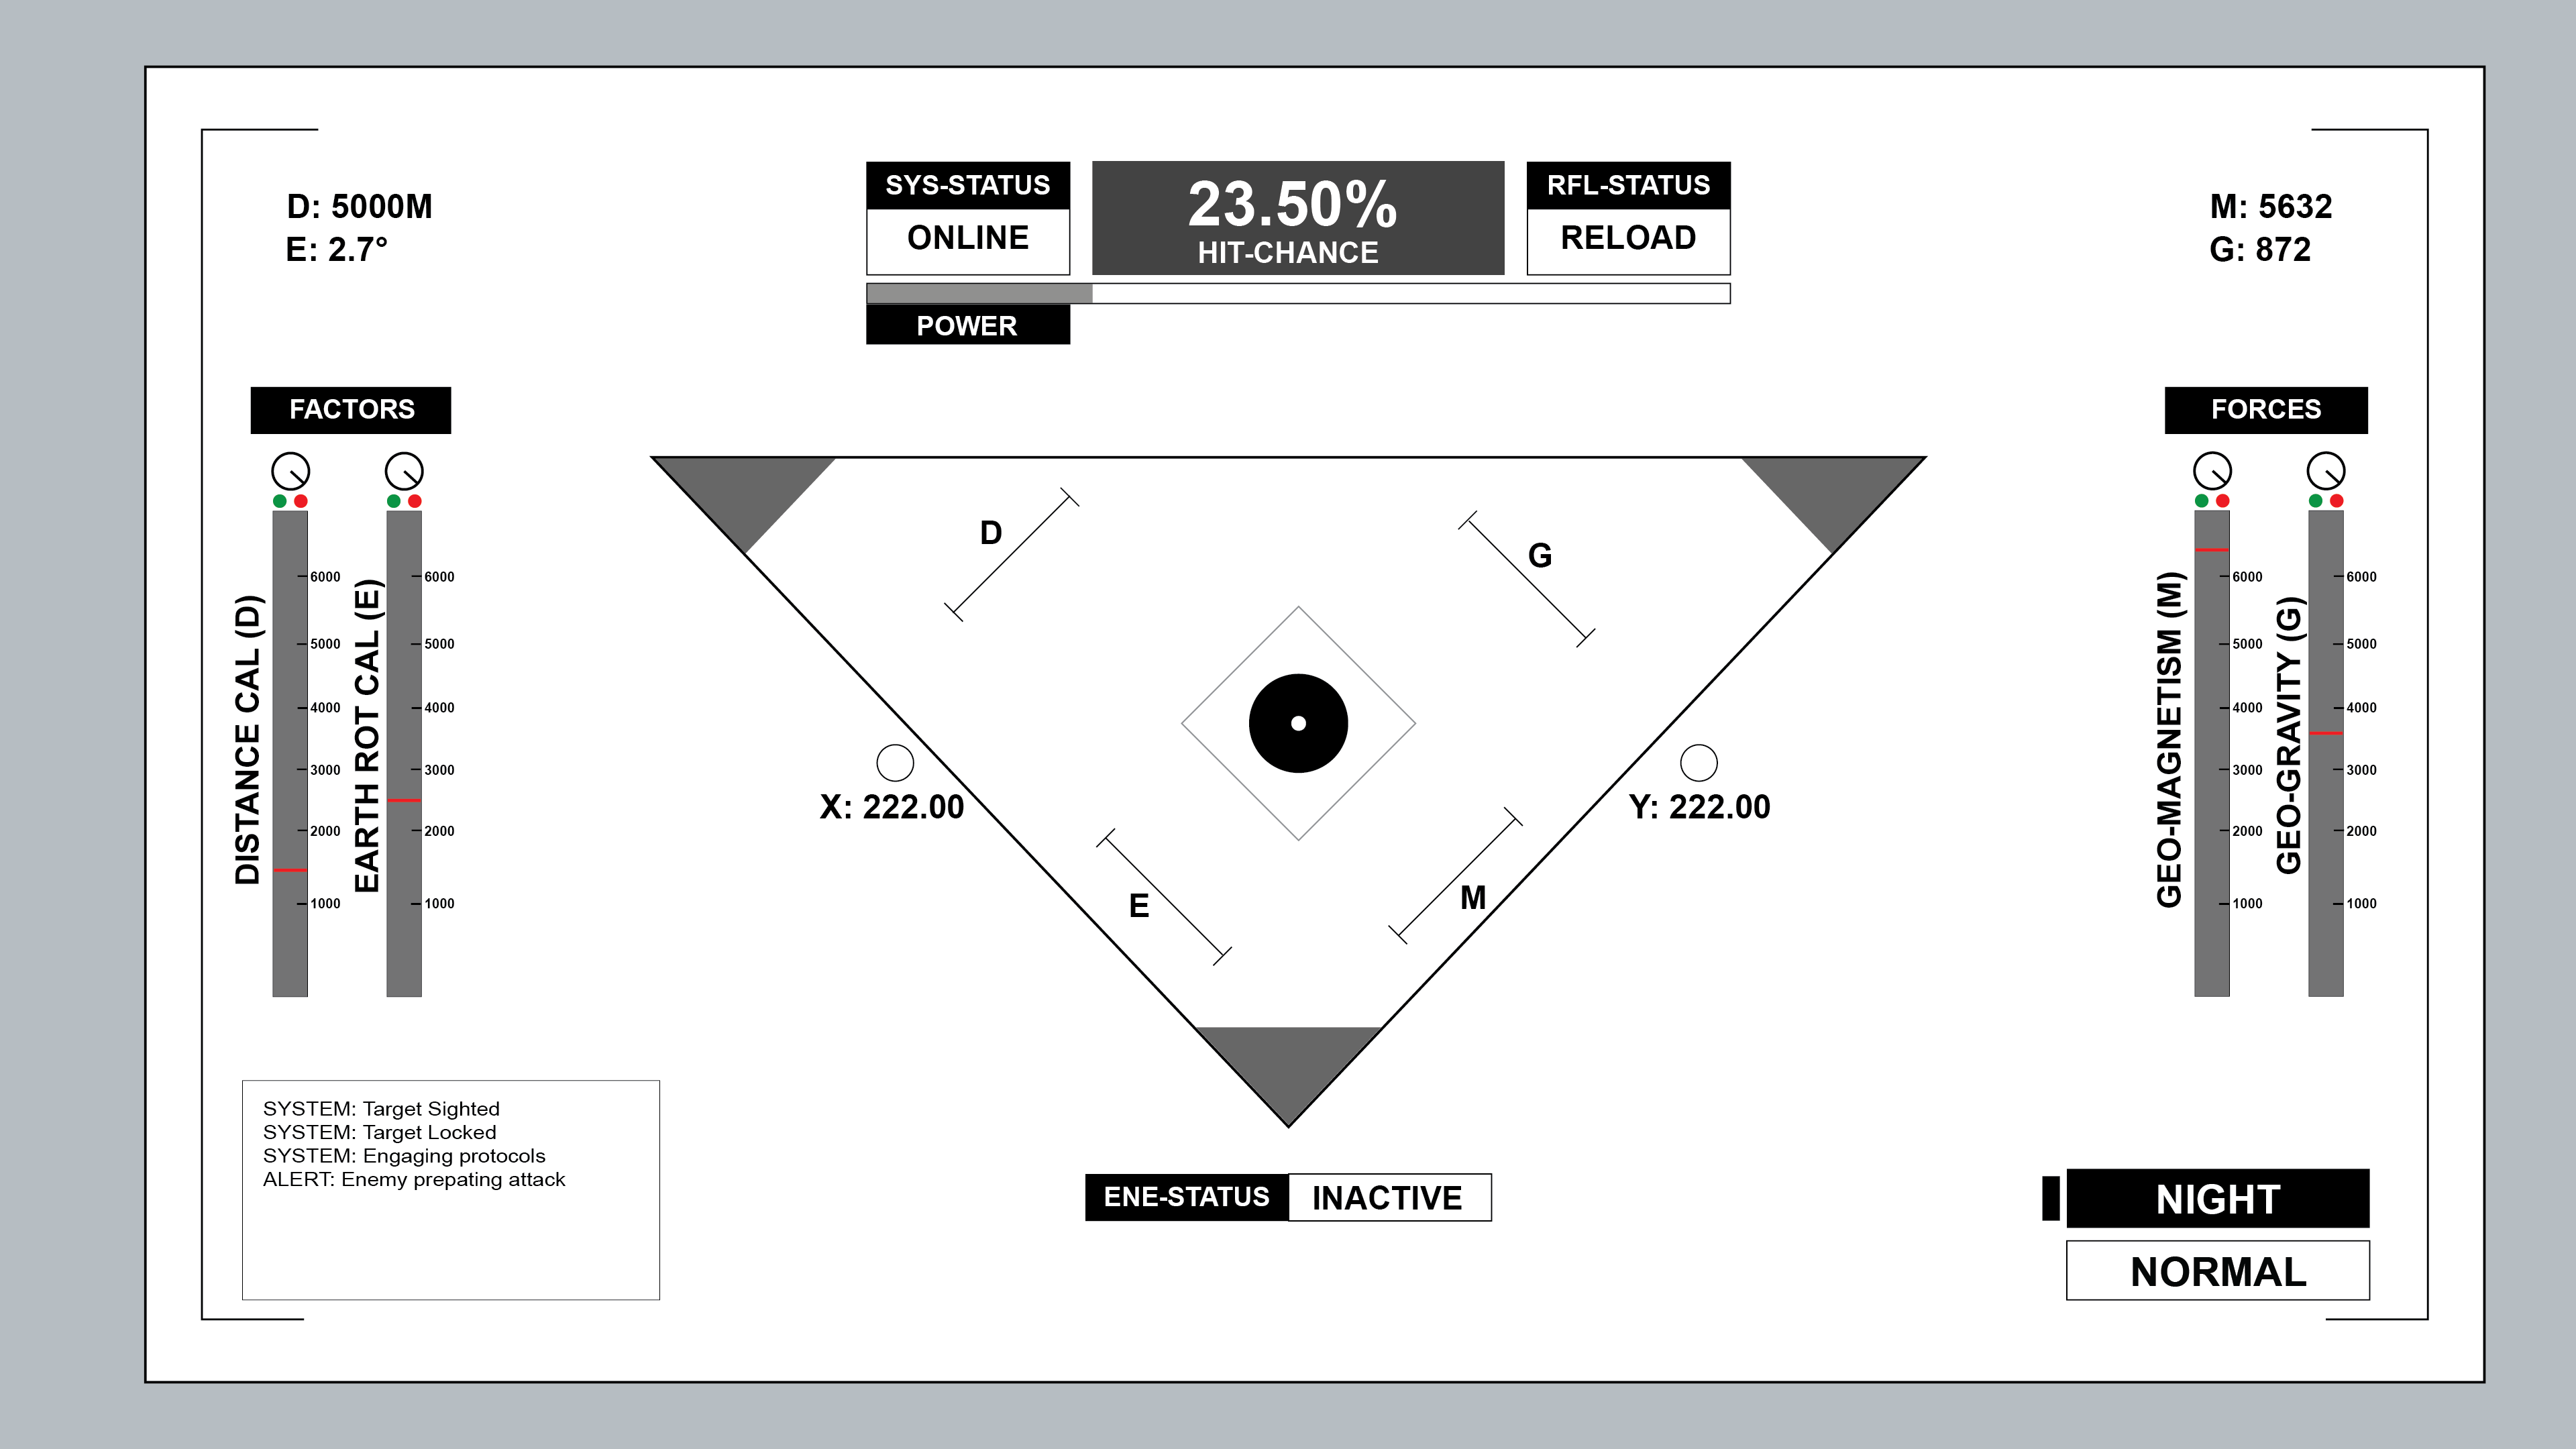 D: 5000M
E: 2.7°
SYS-STATUS
ONLINE
23.50%
HIT-CHANCE
RFL-STATUS
RELOAD
POWER
M: 5632
G: 872
FACTORS
DISTANCE CAL (D)
6000
5000
4000
3000
2000
1000
EARTH ROT CAL (E)
6000
5000
4000
3000
2000
1000
D
G
E
M
X: 222.00
Y: 222.00
FORCES
GEO-MAGNETISM (M)
6000
5000
4000
3000
2000
1000
GEO-GRAVITY (G)
6000
5000
4000
3000
2000
1000
SYSTEM: Target Sighted
SYSTEM: Target Locked
SYSTEM: Engaging protocols
ALERT: Enemy prepating attack
ENE-STATUS
INACTIVE
NIGHT
NORMAL